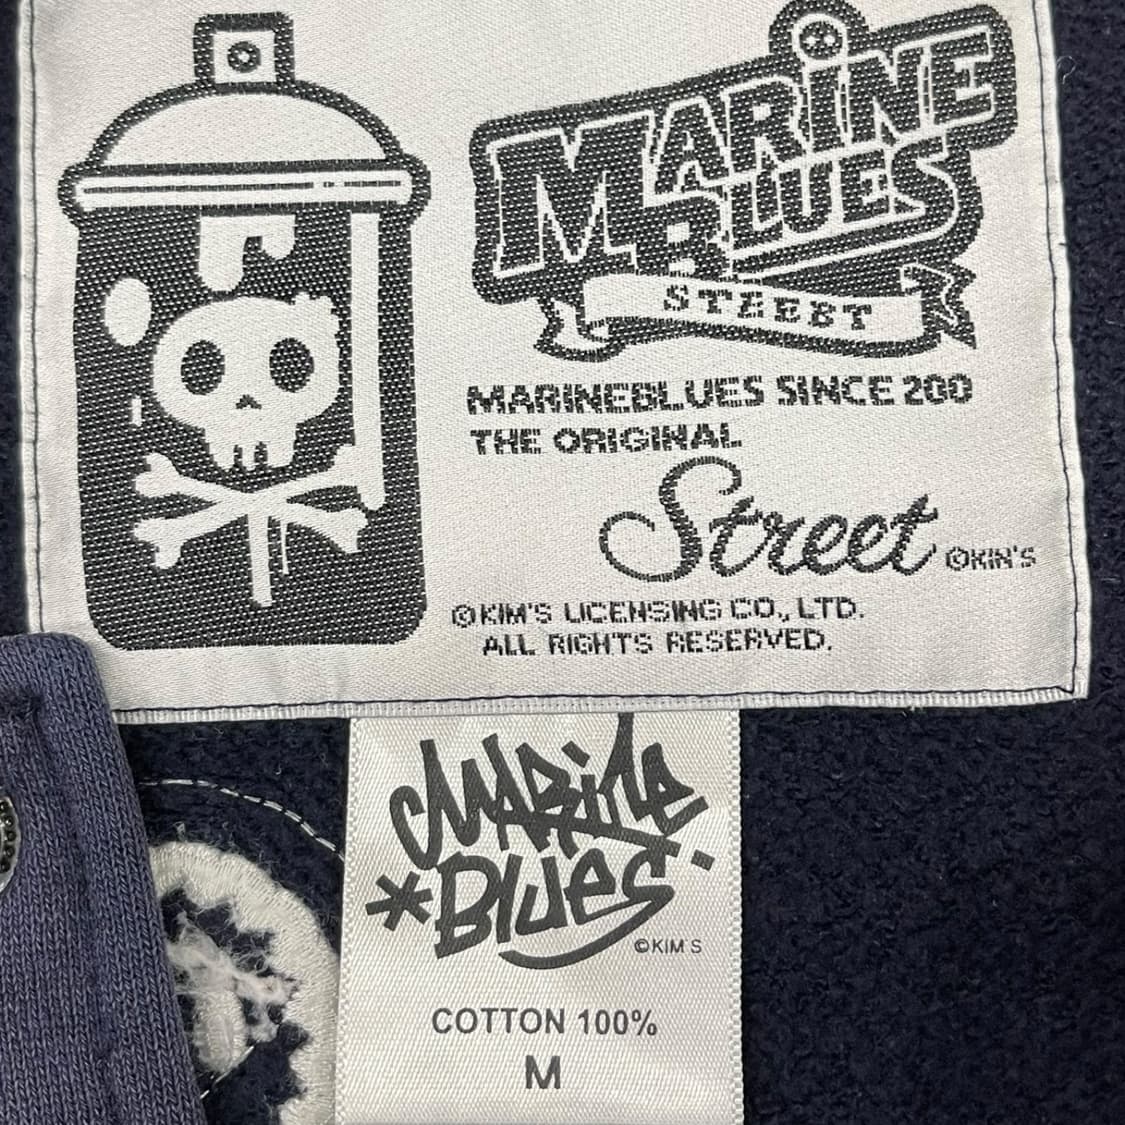 MARINE
BLUES
STREET
MARINEBLUES SINCE 200
THE ORIGINAL
Street ©KIN'S
©KIM'S LICENSING CO., LTD.
ALL RIGHTS RESERVED.
MARiNe
*BLUeS
©KIM S
COTTON 100%
M